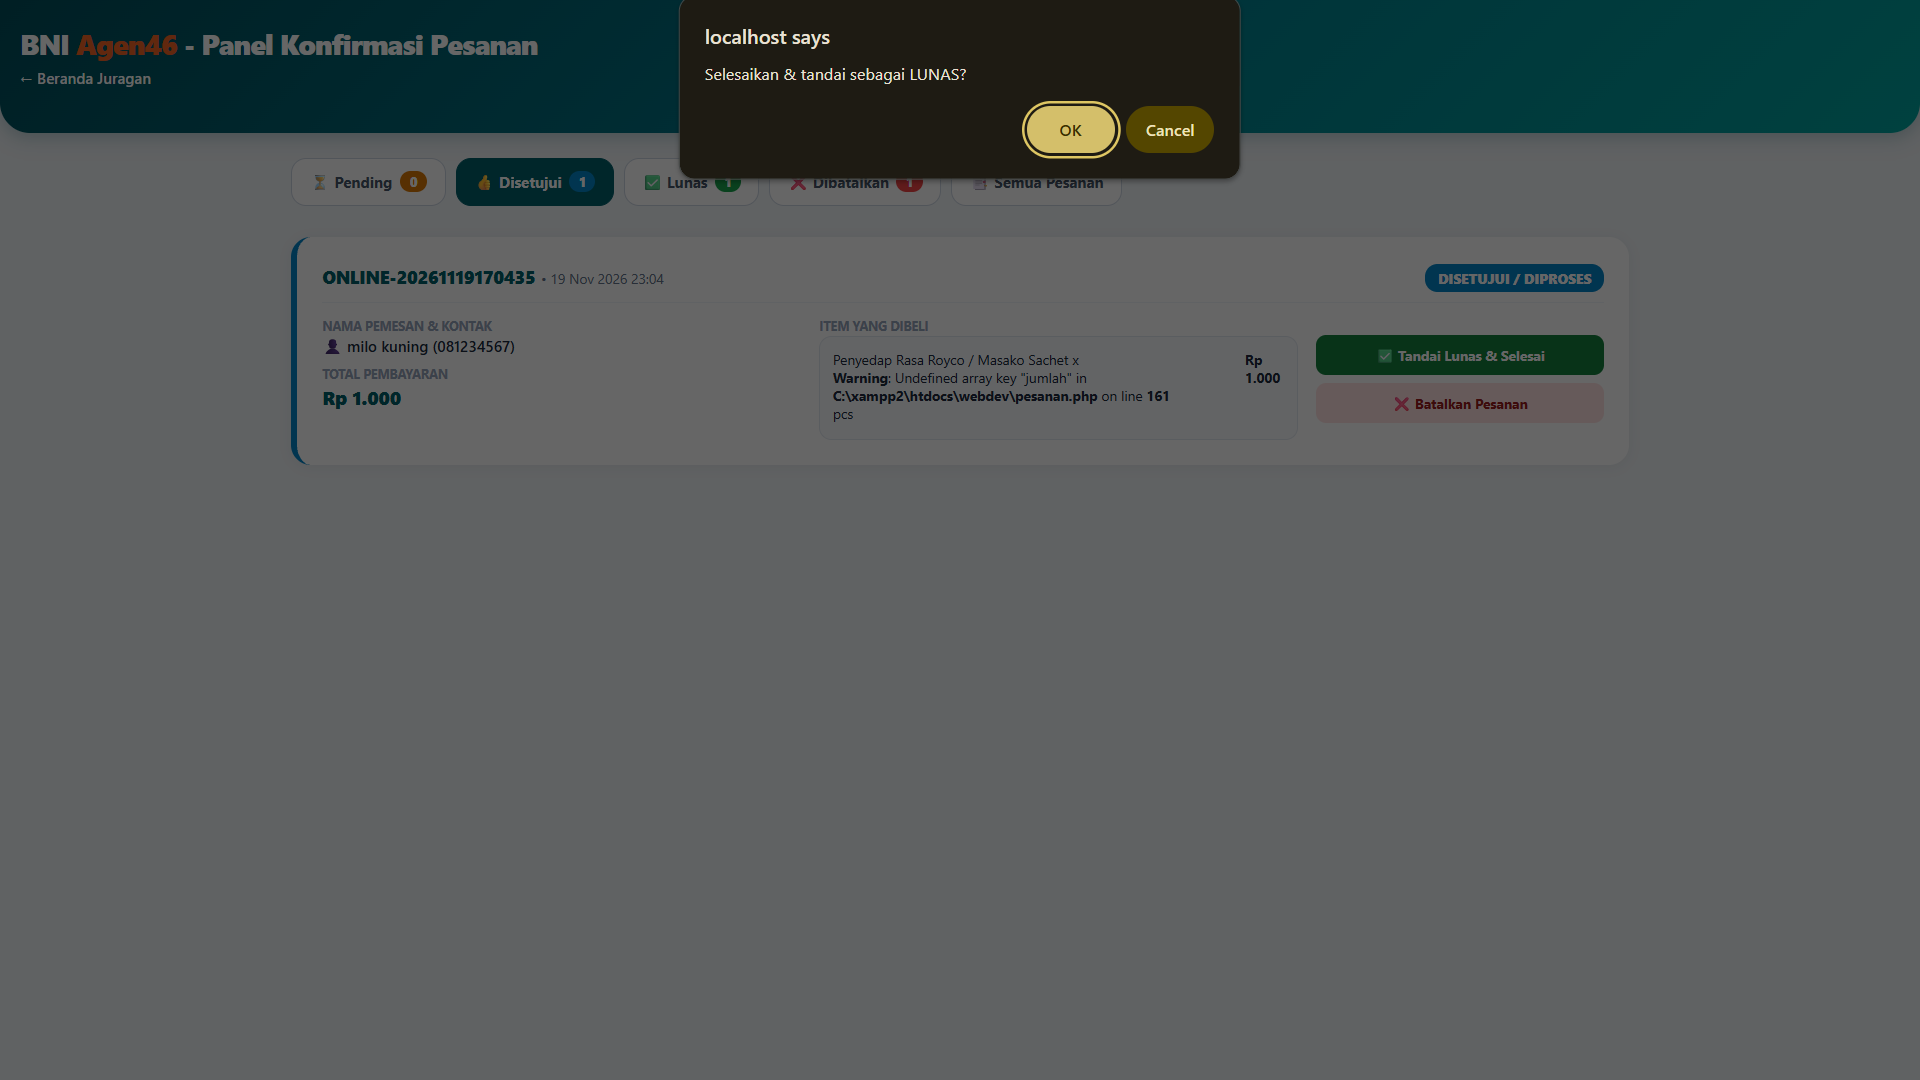 BNI Agen46 - Panel Konfirmasi Pesanan
← Beranda Juragan
localhost says
Selesaikan & tandai sebagai LUNAS?
OK
Cancel
Pending 0
Disetujui 1
Lunas 1
Dibatalkan 1
Semua Pesanan
ONLINE-20261119170435 • 19 Nov 2026 23:04
DISETUJUI / DIPROSES
NAMA PEMESAN & KONTAK
milo kuning (081234567)
TOTAL PEMBAYARAN
Rp 1.000
ITEM YANG DIBELI
Penyedap Rasa Royco / Masako Sachet x
Warning: Undefined array key "jumlah" in
C:\xampp2\htdocs\webdev\pesanan.php on line 161
pcs
Rp
1.000
Tandai Lunas & Selesai
Batalkan Pesanan